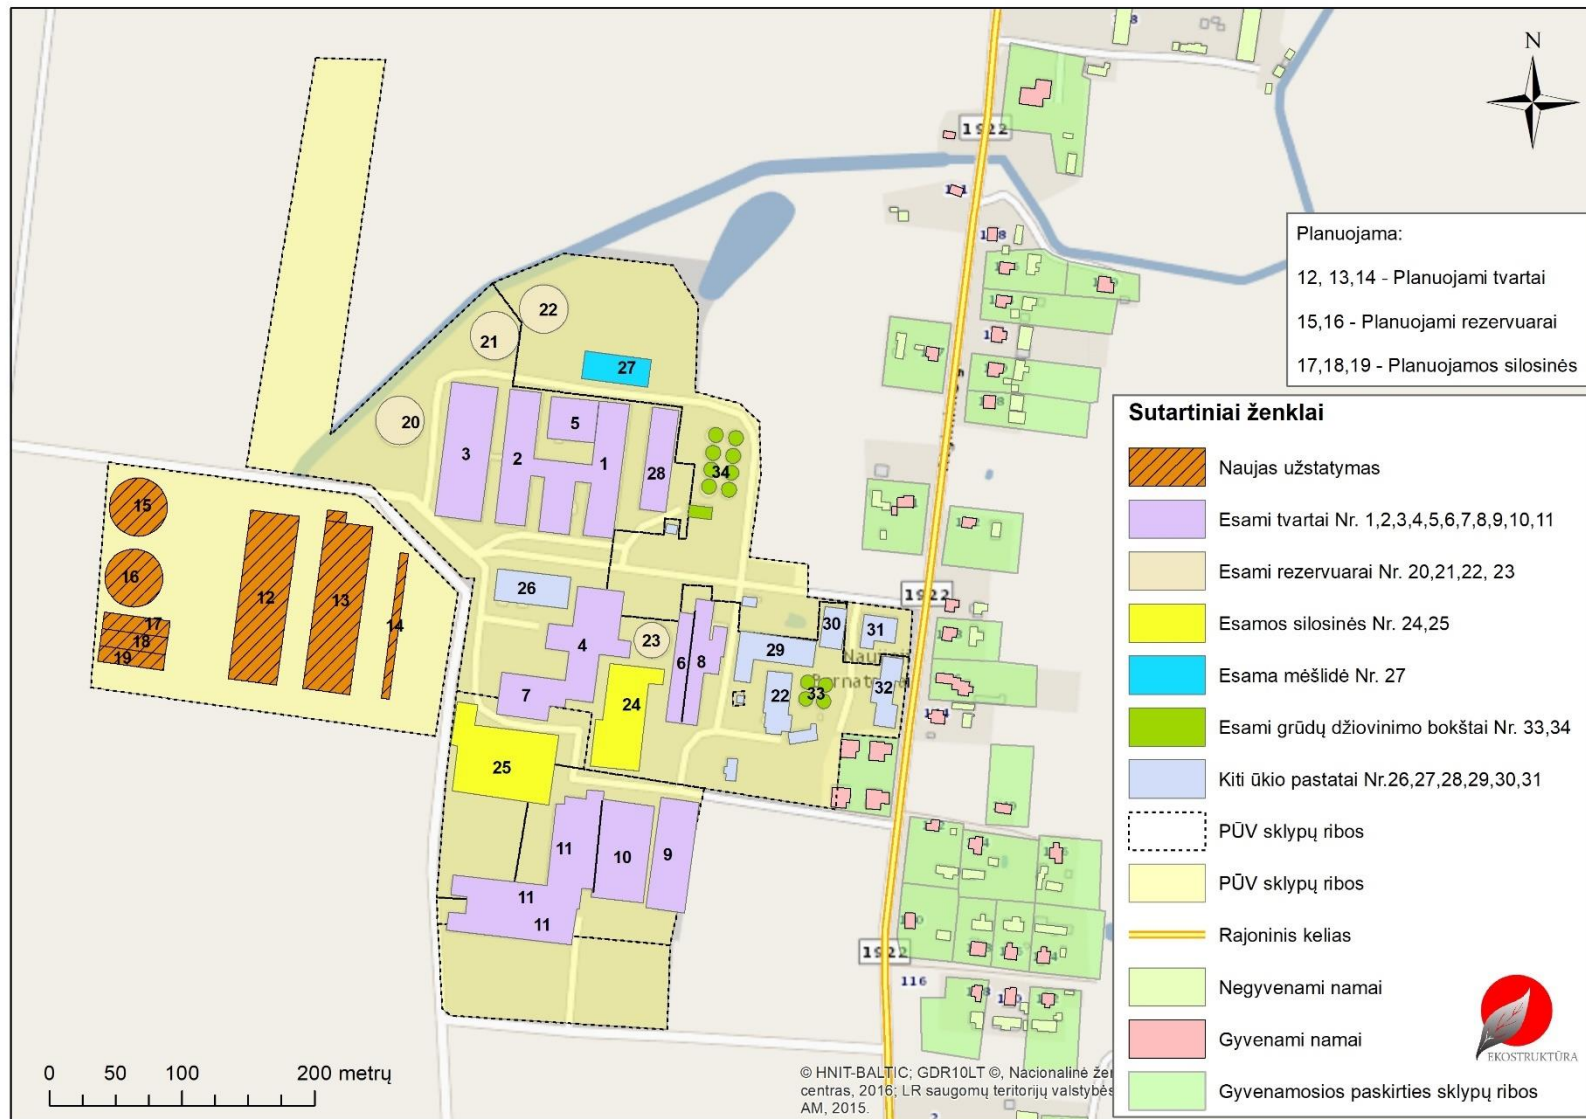 N
1922
Planuojama:
12, 13,14 - Planuojami tvartai
15,16 - Planuojami rezervuarai
17,18,19 - Planuojamos silosinės
Sutartiniai ženklai
Naujas užstatymas
Esami tvartai Nr. 1,2,3,4,5,6,7,8,9,10,11
Esami rezervuarai Nr. 20,21,22, 23
Esamos silosinės Nr. 24,25
Esama mėšlidė Nr. 27
Esami grūdų džiovinimo bokštai Nr. 33,34
Kiti ūkio pastatai Nr.26,27,28,29,30,31
PŪV sklypų ribos
PŪV sklypų ribos
Rajoninis kelias
Negyvenami namai
Gyvenami namai
Gyvenamosios paskirties sklypų ribos
EKOSTRUKTŪRA
22
21
27
20
5
3
2
1
28
34
15
16
12
13
14
17
18
19
26
4
23
6
8
7
24
25
29
30
31
22
33
32
1922
11
10
9
11
11
1922
116
0 50 100 200 metrų
© HNIT-BALTIC; GDR10LT ©, Nacionalinė
centras, 2016; LR saugomų teritorijų
AM, 2015.